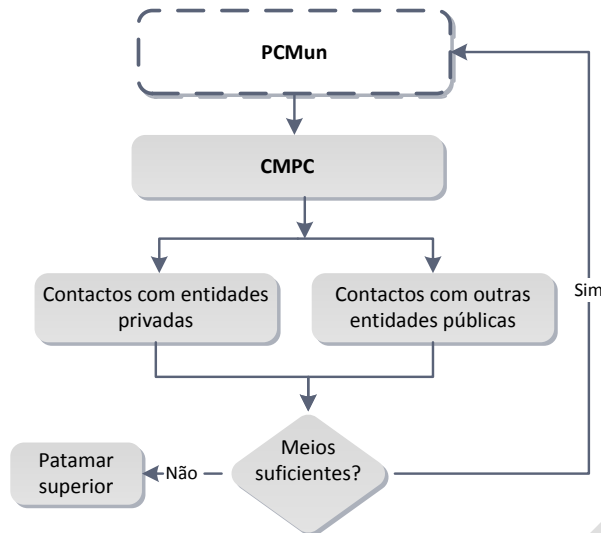 PCMun
CMPC
Contactos com entidades
privadas
Contactos com outras
entidades públicas
Sim
Meios
suficientes?
Não
Patamar
superior